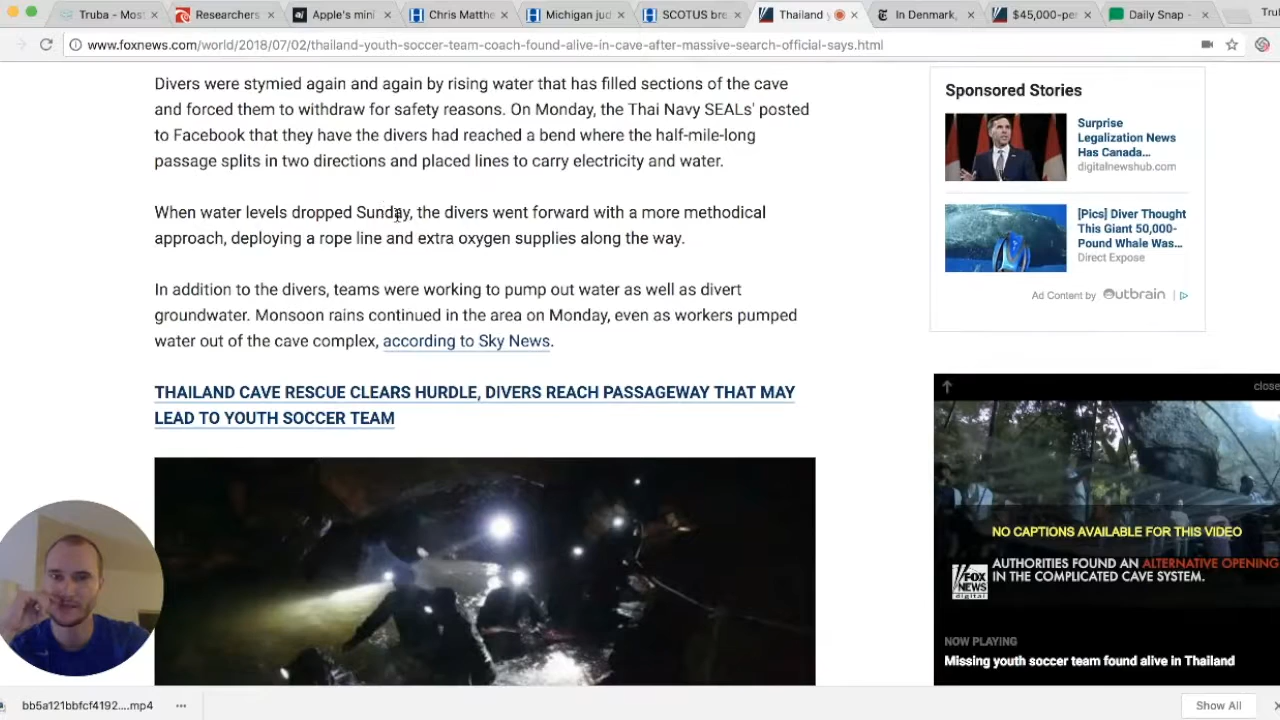 Truba - Most
Researchers
Apple's mini
Chris Matthe
Michigan jud
SCOTUS bre
Thailand y
In Denmark,
$45,000-per
Daily Snap -
Tru
www.foxnews.com/world/2018/07/02/thailand-youth-soccer-team-coach-found-alive-in-cave-after-massive-search-official-says.html
Divers were stymied again and again by rising water that has filled sections of the cave
and forced them to withdraw for safety reasons. On Monday, the Thai Navy SEALs' posted
to Facebook that they have the divers had reached a bend where the half-mile-long
passage splits in two directions and placed lines to carry electricity and water.
When water levels dropped Sunday, the divers went forward with a more methodical
approach, deploying a rope line and extra oxygen supplies along the way.
In addition to the divers, teams were working to pump out water as well as divert
groundwater. Monsoon rains continued in the area on Monday, even as workers pumped
water out of the cave complex, according to Sky News.
THAILAND CAVE RESCUE CLEARS HURDLE, DIVERS REACH PASSAGEWAY THAT MAY
LEAD TO YOUTH SOCCER TEAM
Sponsored Stories
Surprise
Legalization News
Has Canada...
digitalnewshub.com
[Pics] Diver Thought
This Giant 50,000-
Pound Whale Was...
Direct Expose
Ad Content by Outbrain
close
NO CAPTIONS AVAILABLE FOR THIS VIDEO
FOX NEWS digital
AUTHORITIES FOUND AN ALTERNATIVE OPENING
IN THE COMPLICATED CAVE SYSTEM.
NOW PLAYING
Missing youth soccer team found alive in Thailand
bb5a121bbfcf4192....mp4
Show All